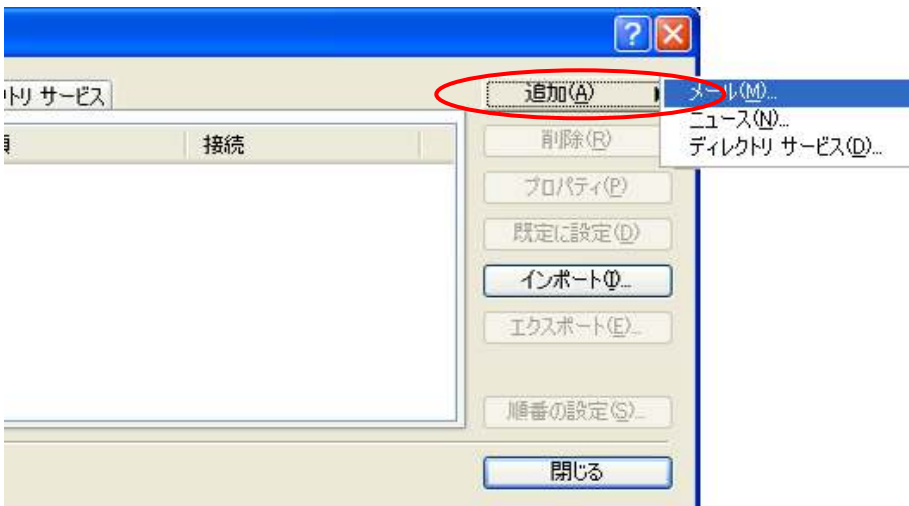 トリ サービス
接続
追加(A)
メール(M)...
ニュース(N)...
ディレクトリ サービス(D)...
削除(R)
プロパティ(P)
既定に設定(D)
インポート(I)...
エクスポート(E)...
順番の設定(S)...
閉じる